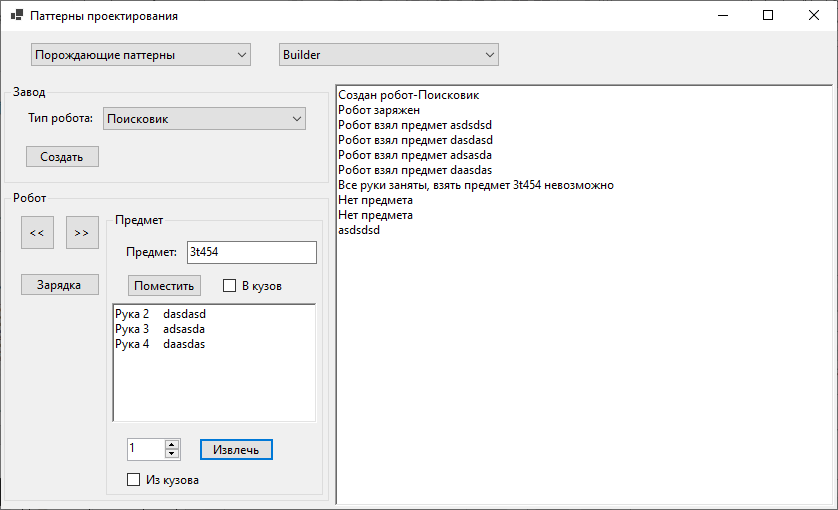 Паттерны проектирования
Порождающие паттерны
Builder
Завод
Тип робота:
Поисковик
Создать
Робот
<<
>>
Зарядка
Предмет
Предмет:
3t454
Поместить
В кузов
Рука 2 dasdasd
Рука 3 adsasda
Рука 4 daasdas
1
Извлечь
Из кузова
Создан робот-Поисковик
Робот заряжен
Робот взял предмет asdsdsd
Робот взял предмет dasdasd
Робот взял предмет adsasda
Робот взял предмет daasdas
Все руки заняты, взять предмет 3t454 невозможно
Нет предмета
Нет предмета
asdsdsd